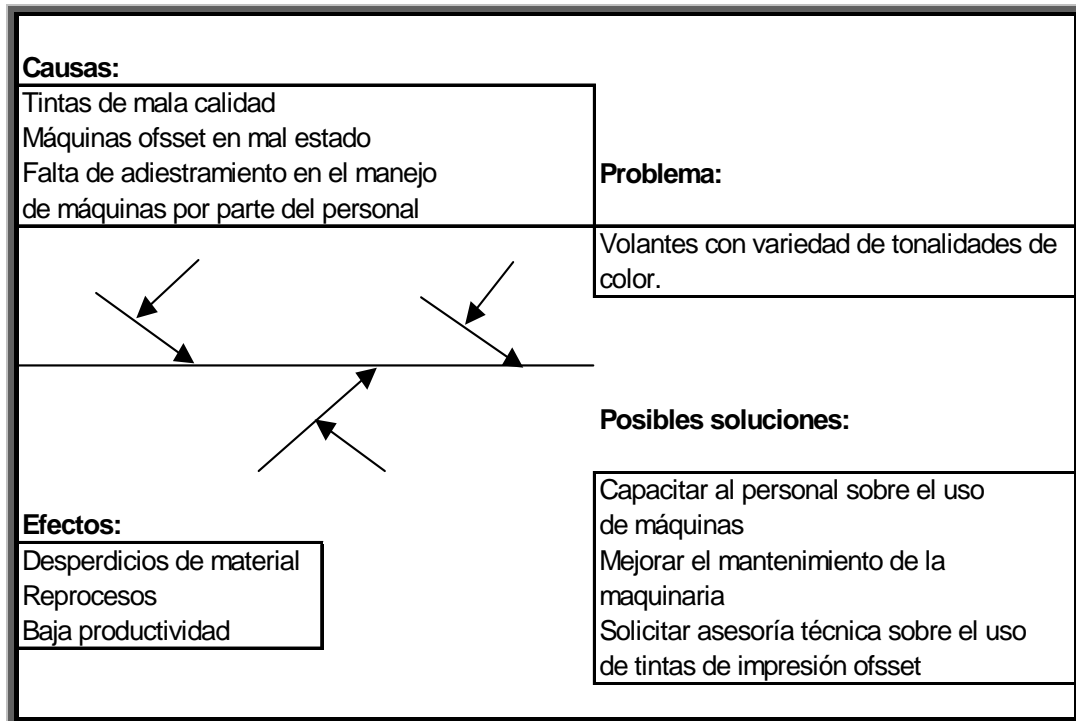 Causas:
Tintas de mala calidad
Máquinas ofsset en mal estado
Falta de adiestramiento en el manejo
de máquinas por parte del personal
Problema:
Volantes con variedad de tonalidades de
color.
Efectos:
Desperdicios de material
Reprocesos
Baja productividad
Posibles soluciones:
Capacitar al personal sobre el uso
de máquinas
Mejorar el mantenimiento de la
maquinaria
Solicitar asesoría técnica sobre el uso
de tintas de impresión ofsset